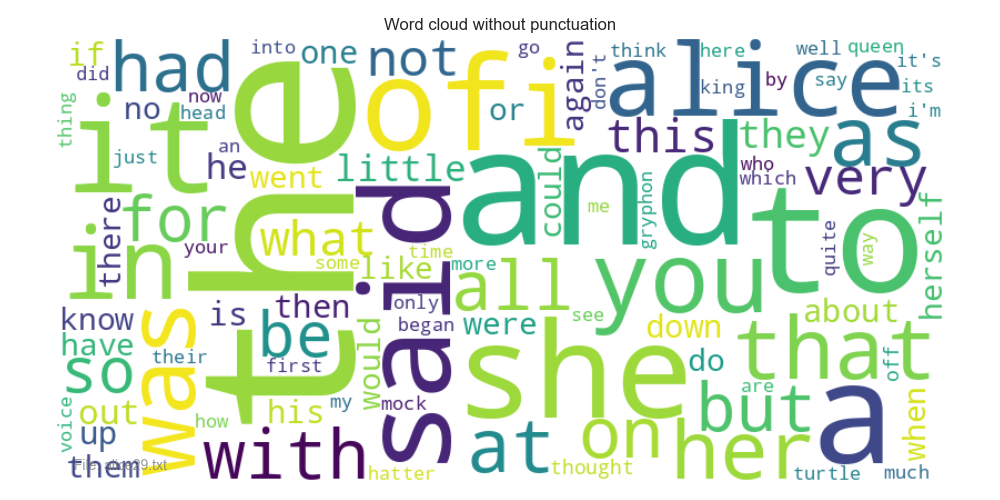 Word cloud without punctuation
if
into
one
not
go
again
don't
think
here
well
queen
it's
did
had
of
i
alice
king
by
say
its
i'm
thing
no
now
head
it
the
or
this
they
as
just
an
he
went
little
and
could
who
which
very
there
for
your
what
said
gryphon
me
to
quite
way
herself
in
some
time
like
more
all
you
only
see
about
know
have
was
is
then
be
began
were
down
that
so
their
first
would
she
do
off
out
up
how
his
my
mock
are
but
a
when
voice
with
at
on
her
them
File: alice29.txt
hatter
thought
turtle
much